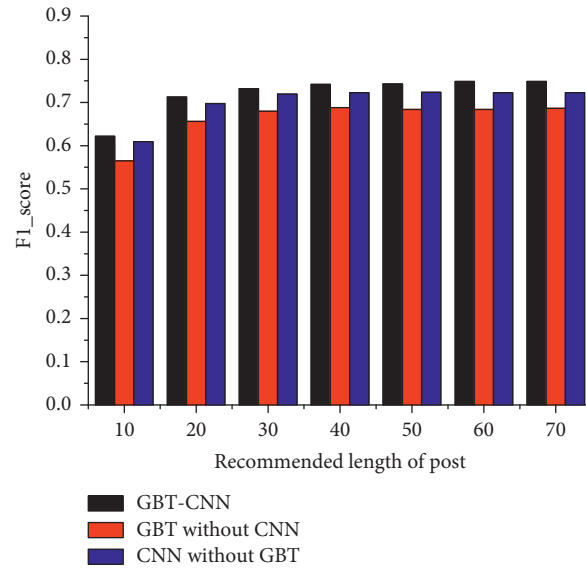 0.9
0.8
0.7
0.6
0.5
0.4
0.3
0.2
0.1
0.0
F1_score
10 20 30 40 50 60 70
Recommended length of post
GBT-CNN
GBT without CNN
CNN without GBT